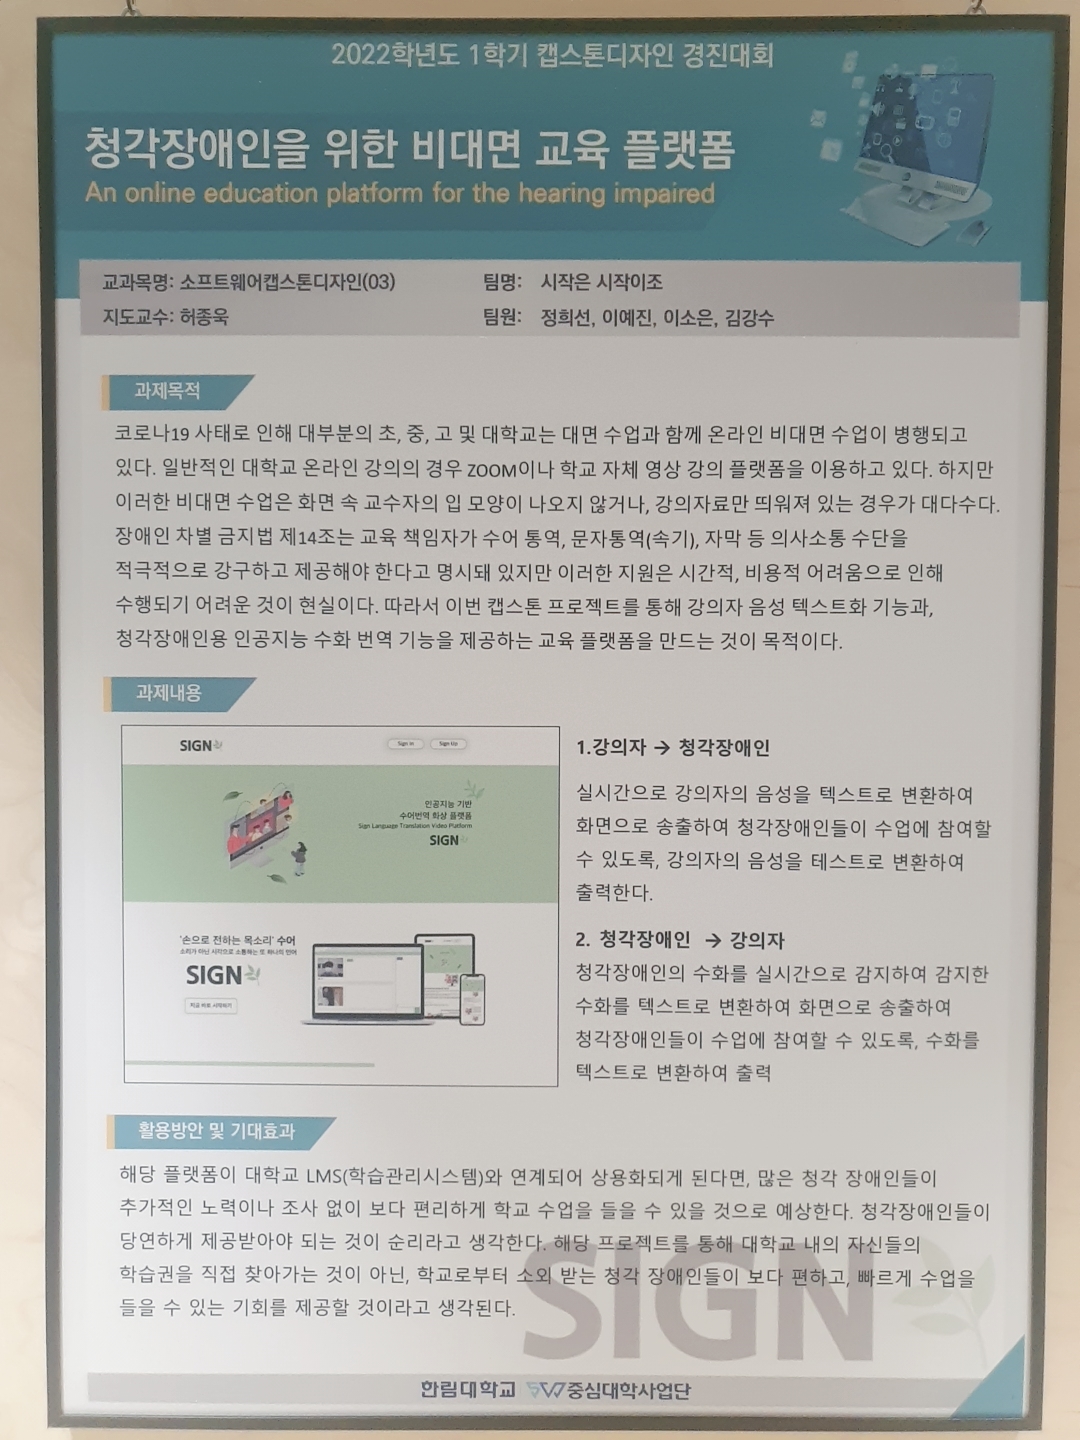 2022학년도 1학기 캡스톤디자인 경진대회
청각장애인을 위한 비대면 교육 플랫폼
An online education platform for the hearing impaired
교과목명: 소프트웨어캡스톤디자인(03)
팀명: 시작은 시작이조
지도교수: 허종욱
팀원: 정희선, 이예진, 이소은, 김강수
과제목적
코로나19 사태로 인해 대부분의 초, 중, 고 및 대학교는 대면 수업과 함께 온라인 비대면 수업이 병행되고
있다. 일반적인 대학교 온라인 강의의 경우 ZOOM이나 학교 자체 영상 강의 플랫폼을 이용하고 있다. 하지만
이러한 비대면 수업은 화면 속 교수자의 입 모양이 나오지 않거나, 강의자료만 띄워져 있는 경우가 대다수다.
장애인 차별 금지법 제14조는 교육 책임자가 수어 통역, 문자통역(속기), 자막 등 의사소통 수단을
적극적으로 강구하고 제공해야 한다고 명시돼 있지만 이러한 지원은 시간적, 비용적 어려움으로 인해
수행되기 어려운 것이 현실이다. 따라서 이번 캡스톤 프로젝트를 통해 강의자 음성 텍스트화 기능과,
청각장애인용 인공지능 수화 번역 기능을 제공하는 교육 플랫폼을 만드는 것이 목적이다.
과제내용
SIGN
Sign in
Sign Up
인공지능 기반
수어번역 화상 플랫폼
Sign Language Translation Video Platform
SIGN
'손으로 전하는 목소리' 수어
소리가 아닌 시각으로 소통하는 또 하나의 언어
SIGN
지금 바로 시작하기
1.강의자 → 청각장애인
실시간으로 강의자의 음성을 텍스트로 변환하여
화면으로 송출하여 청각장애인들이 수업에 참여할
수 있도록, 강의자의 음성을 테스트로 변환하여
출력한다.
2. 청각장애인 → 강의자
청각장애인의 수화를 실시간으로 감지하여 감지한
수화를 텍스트로 변환하여 화면으로 송출하여
청각장애인들이 수업에 참여할 수 있도록, 수화를
텍스트로 변환하여 출력
활용방안 및 기대효과
해당 플랫폼이 대학교 LMS(학습관리시스템)와 연계되어 상용화되게 된다면, 많은 청각 장애인들이
추가적인 노력이나 조사 없이 보다 편리하게 학교 수업을 들을 수 있을 것으로 예상한다. 청각장애인들이
당연하게 제공받아야 되는 것이 순리라고 생각한다. 해당 프로젝트를 통해 대학교 내의 자신들의
학습권을 직접 찾아가는 것이 아닌, 학교로부터 소외 받는 청각 장애인들이 보다 편하고, 빠르게 수업을
들을 수 있는 기회를 제공할 것이라고 생각된다.
SIGN
한림대학교 SW중심대학사업단